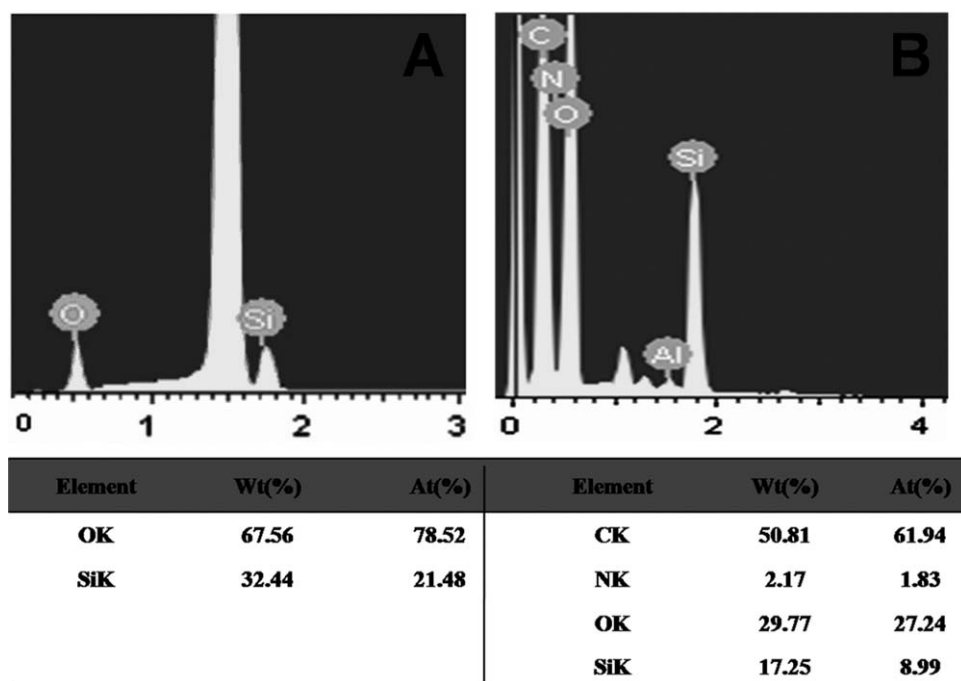 A
O
Si
0 1 2 3
B
C
N
O
Si
Al
0 2 4
Element Wt(%) At(%)
OK 67.56 78.52
SiK 32.44 21.48
Element Wt(%) At(%)
CK 50.81 61.94
NK 2.17 1.83
OK 29.77 27.24
SiK 17.25 8.99